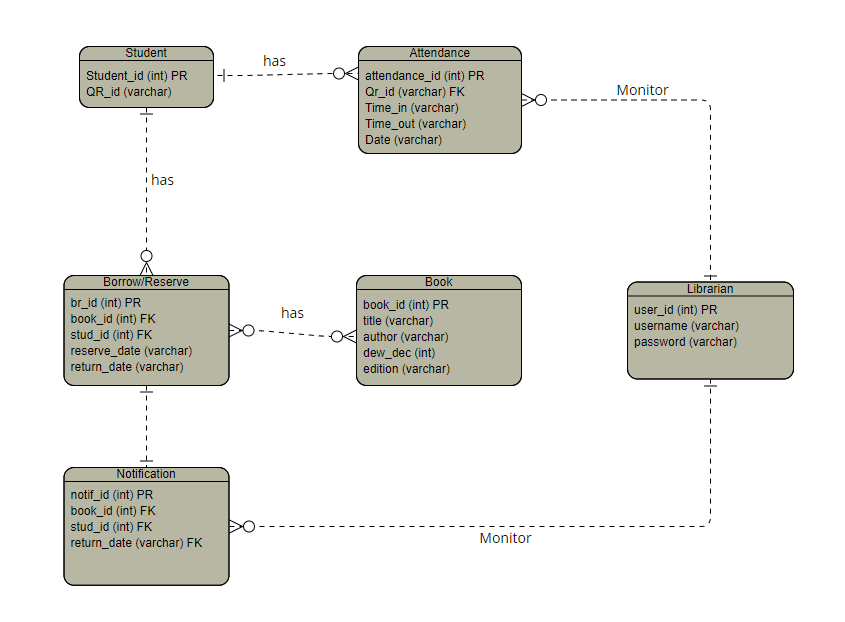 Student
Student_id (int) PR
QR_id (varchar)
has
Attendance
attendance_id (int) PR
Qr_id (varchar) FK
Time_in (varchar)
Time_out (varchar)
Date (varchar)
Monitor
has
Borrow/Reserve
br_id (int) PR
book_id (int) FK
stud_id (int) FK
reserve_date (varchar)
return_date (varchar)
has
Book
book_id (int) PR
title (varchar)
author (varchar)
dew_dec (int)
edition (varchar)
Librarian
user_id (int) PR
username (varchar)
password (varchar)
Notification
notif_id (int) PR
book_id (int) FK
stud_id (int) FK
return_date (varchar) FK
Monitor